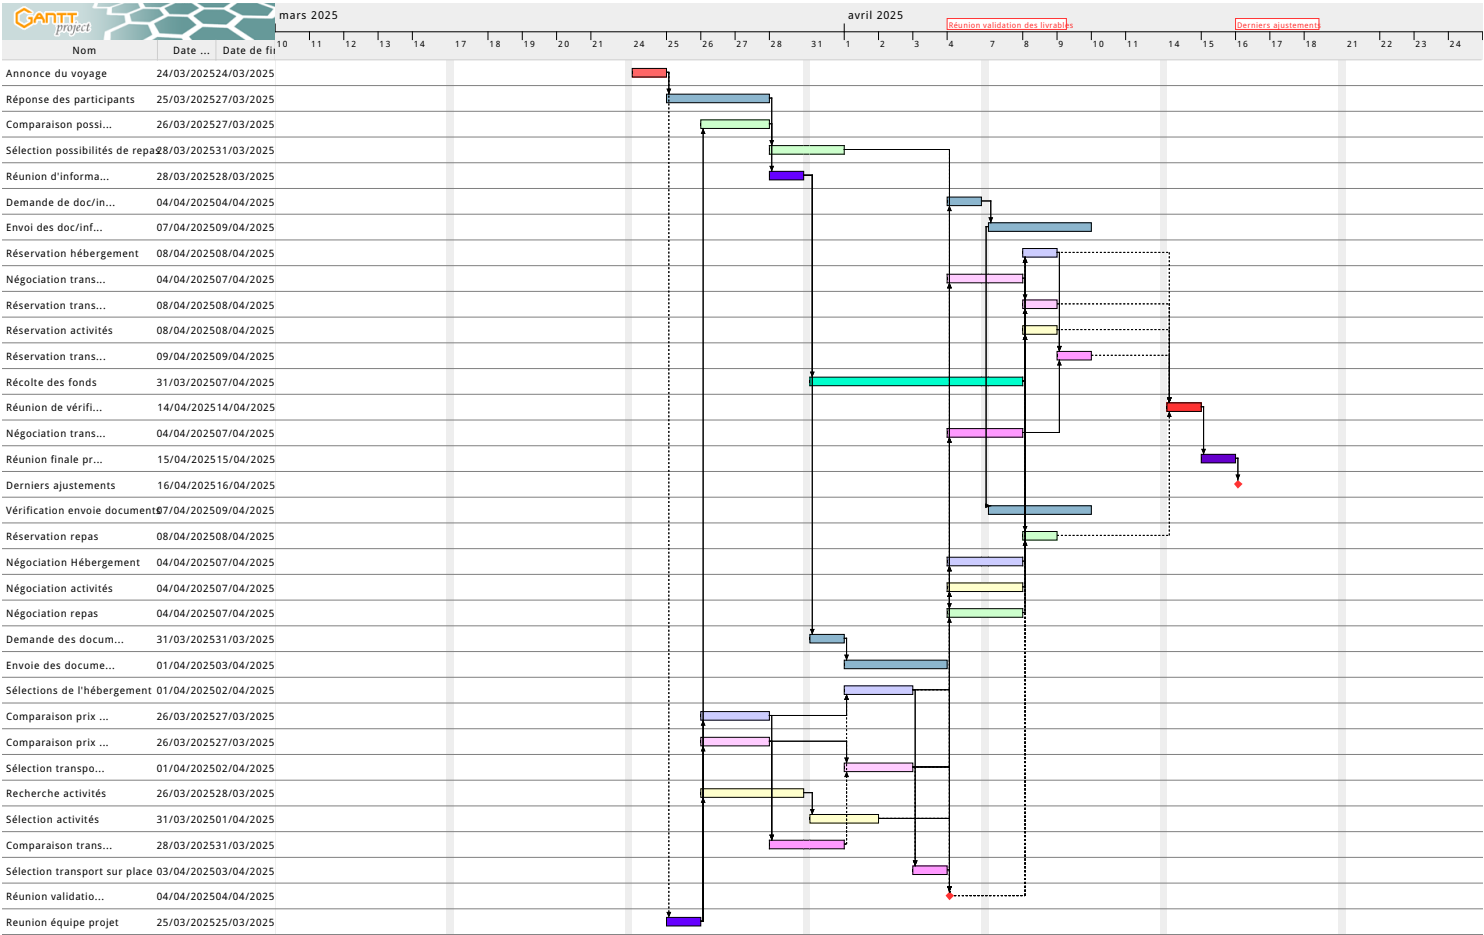 GANTT
project
mars 2025
avril 2025
Réunion validation des livrables
Derniers ajustements
Nom Date ... Date de fi
10 13 14 17 18 19 20 21 24 25 26 27 28 31 1 2 3 4 7 8 9 10 11 14 15 16 17 18 21 22 23 24
Annonce du voyage 24/03/2025 24/03/2025
Réponse des participants 25/03/2025 27/03/2025
Comparaison possi... 26/03/2025 27/03/2025
Sélection possibilités de repas 28/03/2025 31/03/2025
Réunion d'informa... 28/03/2025 28/03/2025
Demande de doc/in... 04/04/2025 04/04/2025
Envoi des doc/inf... 07/04/2025 09/04/2025
Réservation hébergement 08/04/2025 08/04/2025
Négociation trans... 04/04/2025 07/04/2025
Réservation trans... 08/04/2025 08/04/2025
Réservation activités 08/04/2025 08/04/2025
Réservation trans... 09/04/2025 09/04/2025
Récolte des fonds 31/03/2025 07/04/2025
Réunion de vérifi... 14/04/2025 14/04/2025
Négociation trans... 04/04/2025 07/04/2025
Réunion finale pr... 15/04/2025 15/04/2025
Derniers ajustements 16/04/2025 16/04/2025
Vérification envoie documents 07/04/2025 09/04/2025
Réservation repas 08/04/2025 08/04/2025
Négociation Hébergement 04/04/2025 07/04/2025
Négociation activités 04/04/2025 07/04/2025
Négociation repas 04/04/2025 07/04/2025
Demande des docum... 31/03/2025 31/03/2025
Envoie des docume... 01/04/2025 03/04/2025
Sélections de l'hébergement 01/04/2025 02/04/2025
Comparaison prix ... 26/03/2025 27/03/2025
Comparaison prix ... 26/03/2025 27/03/2025
Sélection transpo... 01/04/2025 02/04/2025
Recherche activités 26/03/2025 28/03/2025
Sélection activités 31/03/2025 01/04/2025
Comparaison trans... 28/03/2025 31/03/2025
Sélection transport sur place 03/04/2025 03/04/2025
Réunion validatio... 04/04/2025 04/04/2025
Reunion équipe projet 25/03/2025 25/03/2025